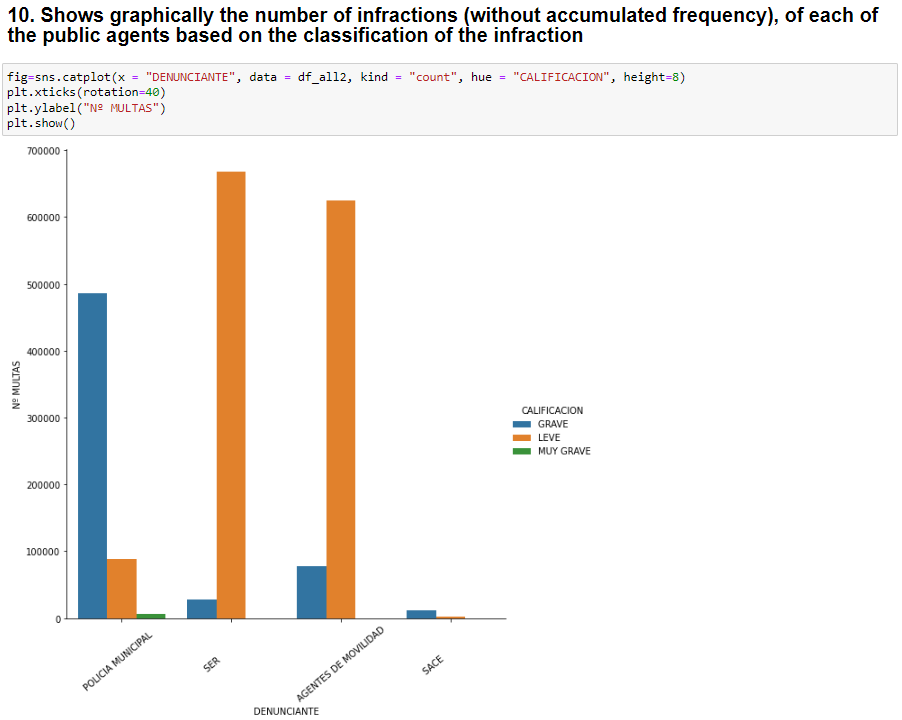 10. Shows graphically the number of infractions (without accumulated frequency), of each of
the public agents based on the classification of the infraction
fig=sns.catplot(x = "DENUNCIANTE", data = df_all2, kind = "count", hue = "CALIFICACION", height=8)
plt.xticks(rotation=40)
plt.ylabel("Nº MULTAS")
plt.show()
700000
600000
500000
400000
300000
200000
100000
0
Nº MULTAS
CALIFICACION
GRAVE
LEVE
MUY GRAVE
POLICIA MUNICIPAL
SER
AGENTES DE MOVILIDAD
SACE
DENUNCIANTE